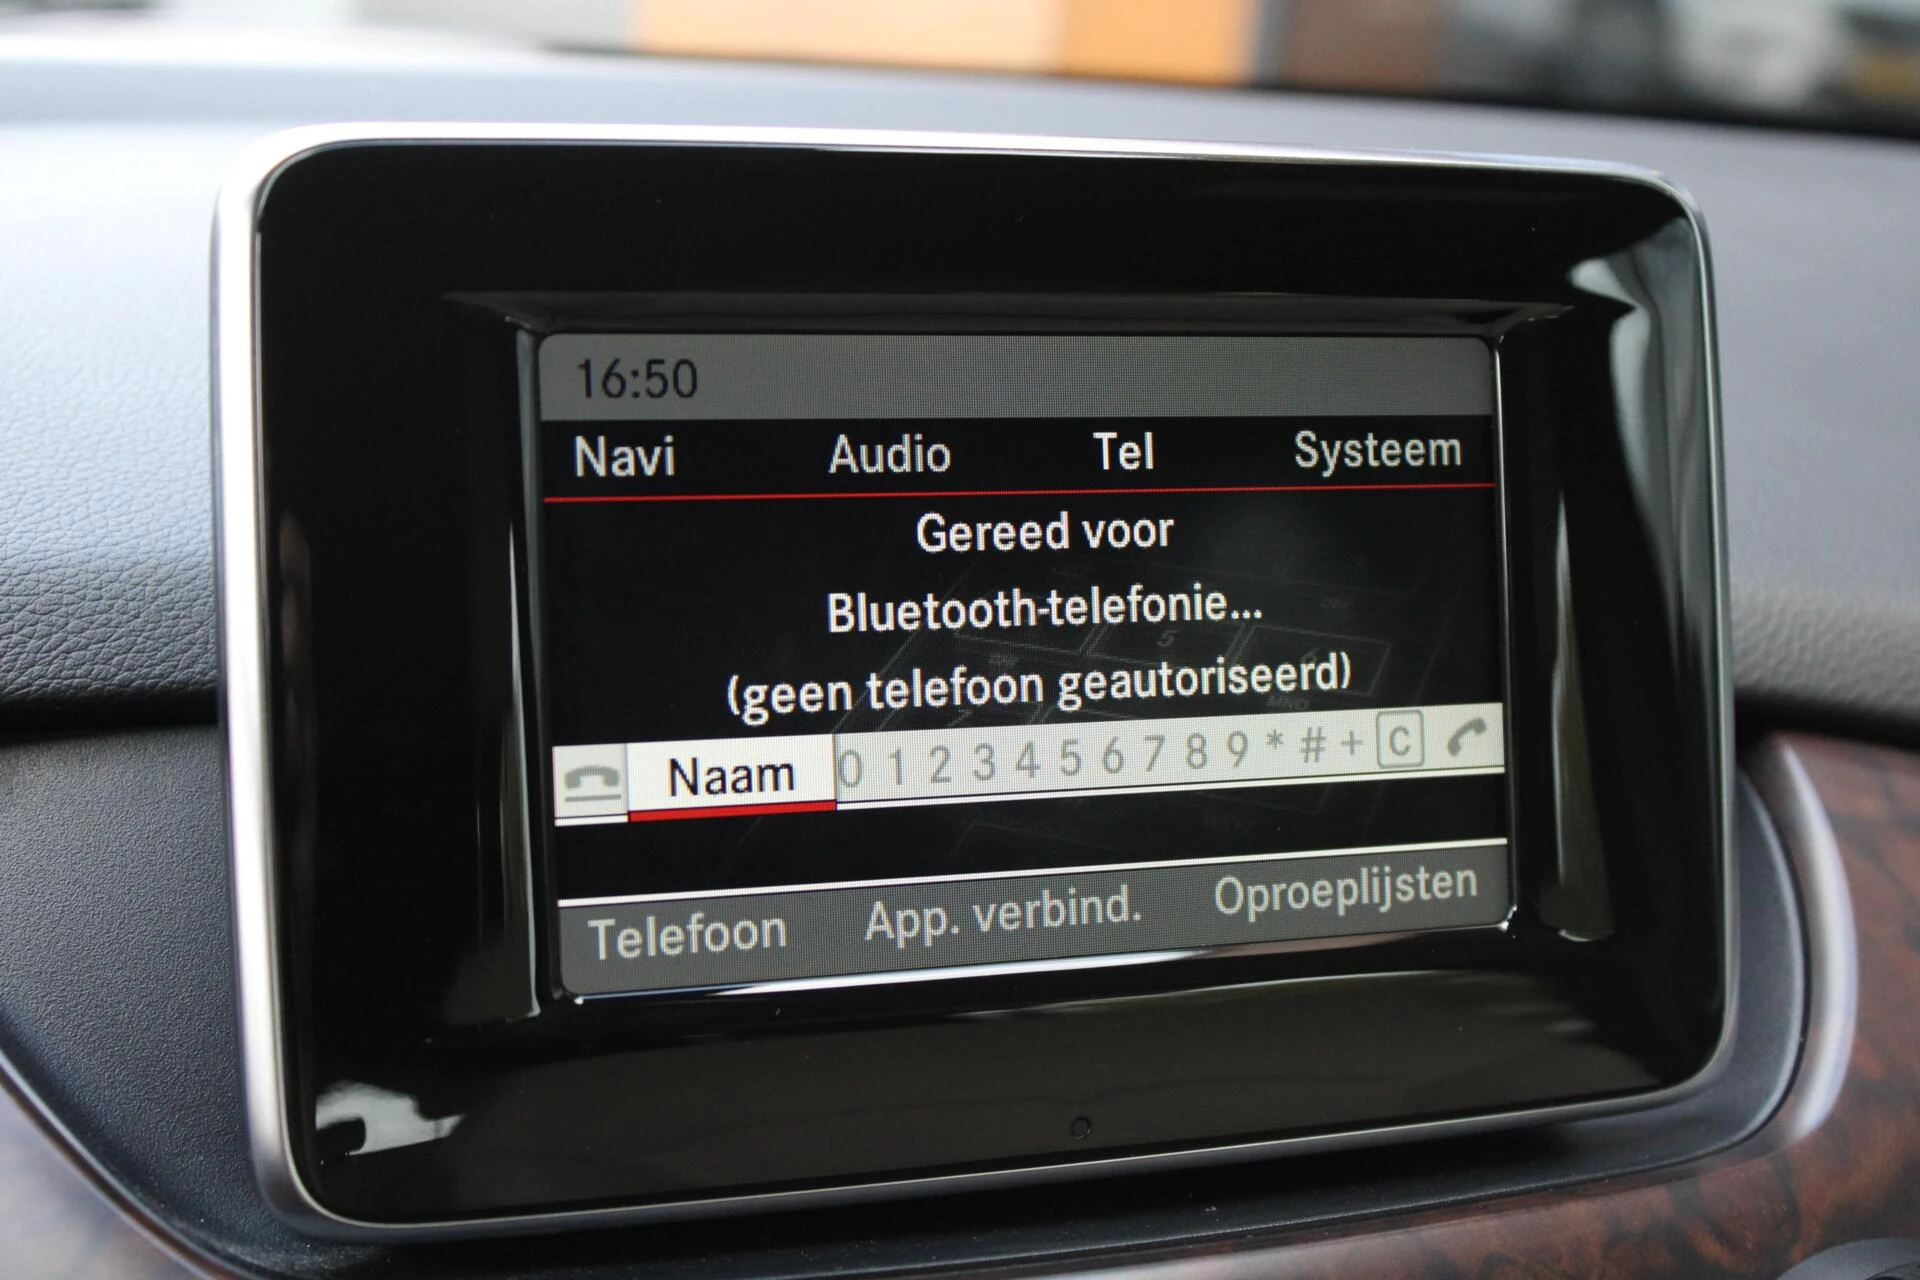 16:50
Navi Audio Tel Systeem
Gereed voor
Bluetooth-telefonie...
(geen telefoon geautoriseerd)
Naam 0 1 2 3 4 5 6 7 8 9 * # + C
Telefoon App. verbind. Oproeplijsten